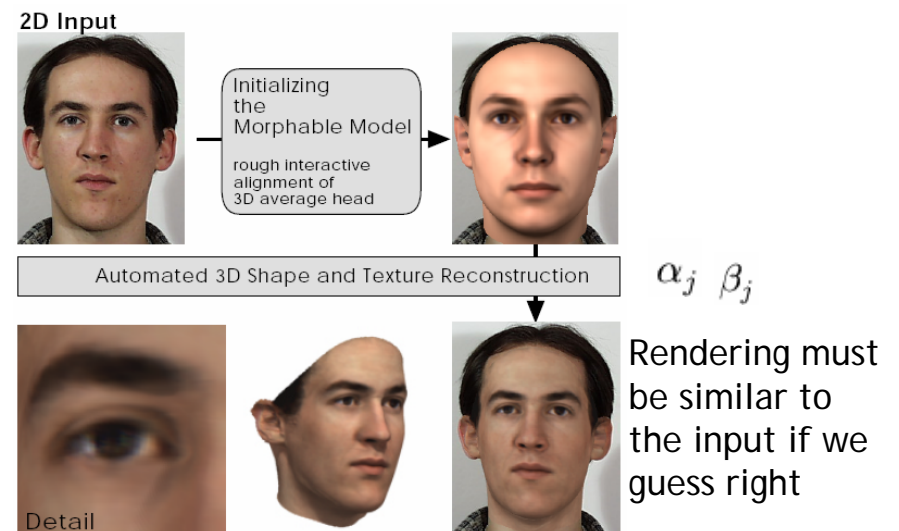 2D Input
Initializing
the
Morphable Model
rough interactive
alignment of
3D average head
Automated 3D Shape and Texture Reconstruction
αⱼ βⱼ
Rendering must
be similar to
the input if we
guess right
Detail